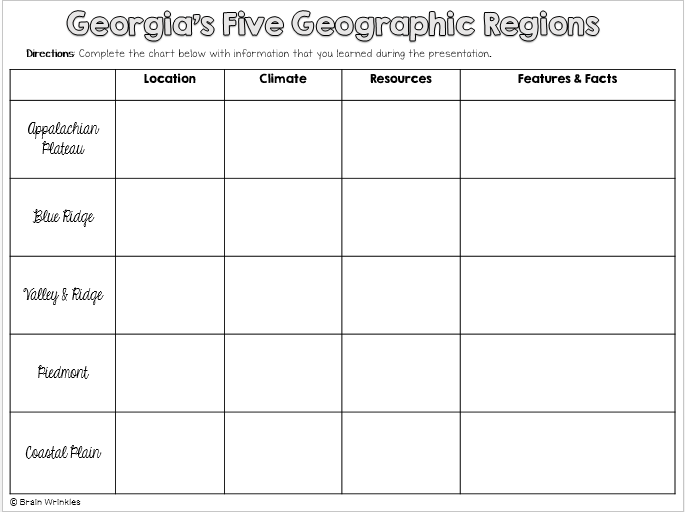 Georgia's Five Geographic Regions
Directions: Complete the chart below with information that you learned during the presentation.
Location Climate Resources Features & Facts
Appalachian
Plateau
Blue Ridge
Valley & Ridge
Piedmont
Coastal Plain
© Brain Wrinkles